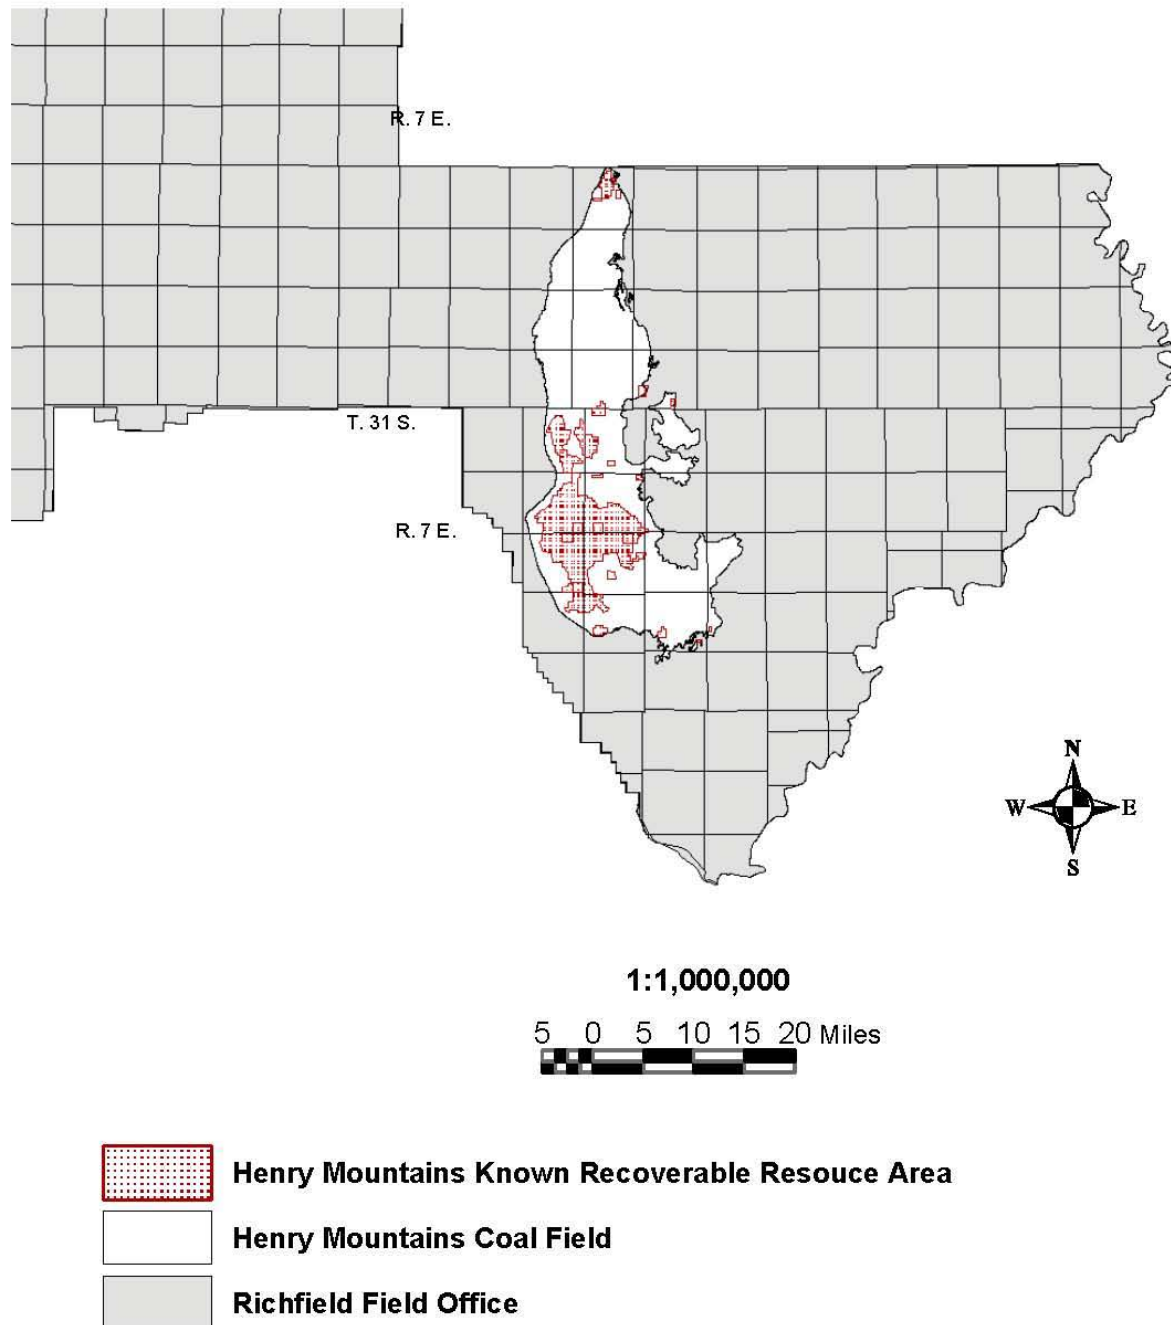 R. 7 E.
T. 31 S.
R. 7 E.
N
W E
S
1:1,000,000
5 0 5 10 15 20 Miles
Henry Mountains Known Recoverable Resouce Area
Henry Mountains Coal Field
Richfield Field Office